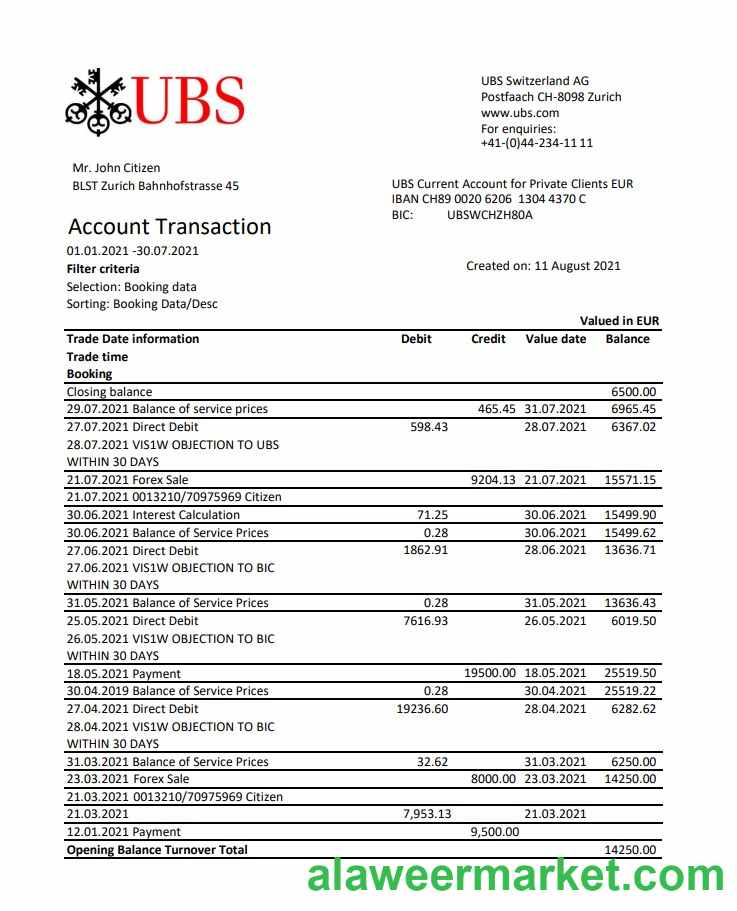 UBS
UBS Switzerland AG
Postfaach CH-8098 Zurich
www.ubs.com
For enquiries:
+41-(0)44-234-11 11
Mr. John Citizen
BLST Zurich Bahnhofstrasse 45
UBS Current Account for Private Clients EUR
IBAN CH89 0020 6206 1304 4370 C
BIC: UBSWCHZH80A
Account Transaction
01.01.2021 -30.07.2021
Filter criteria
Created on: 11 August 2021
Selection: Booking data
Sorting: Booking Data/Desc
Valued in EUR
Trade Date information Debit Credit Value date Balance
Trade time
Booking
Closing balance 6500.00
29.07.2021 Balance of service prices 465.45 31.07.2021 6965.45
27.07.2021 Direct Debit 598.43 28.07.2021 6367.02
28.07.2021 VIS1W OBJECTION TO UBS
WITHIN 30 DAYS
21.07.2021 Forex Sale 9204.13 21.07.2021 15571.15
21.07.2021 0013210/70975969 Citizen
30.06.2021 Interest Calculation 71.25 30.06.2021 15499.90
30.06.2021 Balance of Service Prices 0.28 30.06.2021 15499.62
27.06.2021 Direct Debit 1862.91 28.06.2021 13636.71
27.06.2021 VIS1W OBJECTION TO BIC
WITHIN 30 DAYS
31.05.2021 Balance of Service Prices 0.28 31.05.2021 13636.43
25.05.2021 Direct Debit 7616.93 26.05.2021 6019.50
26.05.2021 VIS1W OBJECTION TO BIC
WITHIN 30 DAYS
18.05.2021 Payment 19500.00 18.05.2021 25519.50
30.04.2019 Balance of Service Prices 0.28 30.04.2021 25519.22
27.04.2021 Direct Debit 19236.60 28.04.2021 6282.62
28.04.2021 VIS1W OBJECTION TO BIC
WITHIN 30 DAYS
31.03.2021 Balance of Service Prices 32.62 31.03.2021 6250.00
23.03.2021 Forex Sale 8000.00 23.03.2021 14250.00
21.03.2021 0013210/70975969 Citizen
21.03.2021 7,953.13 21.03.2021
12.01.2021 Payment 9,500.00
Opening Balance Turnover Total 14250.00
alaweermarket.com